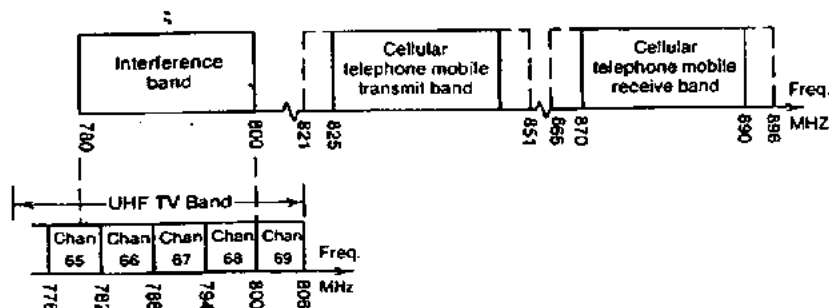 Interference
band
Cellular
telephone mobile
transmit band
Cellular
telephone mobile
receive band
Freq.
MHZ
780
800
821
825
851
866
870
890
896
UHF TV Band
Chan
65
Chan
66
Chan
67
Chan
68
Chan
69
Freq.
MHz
776
782
788
794
800
806